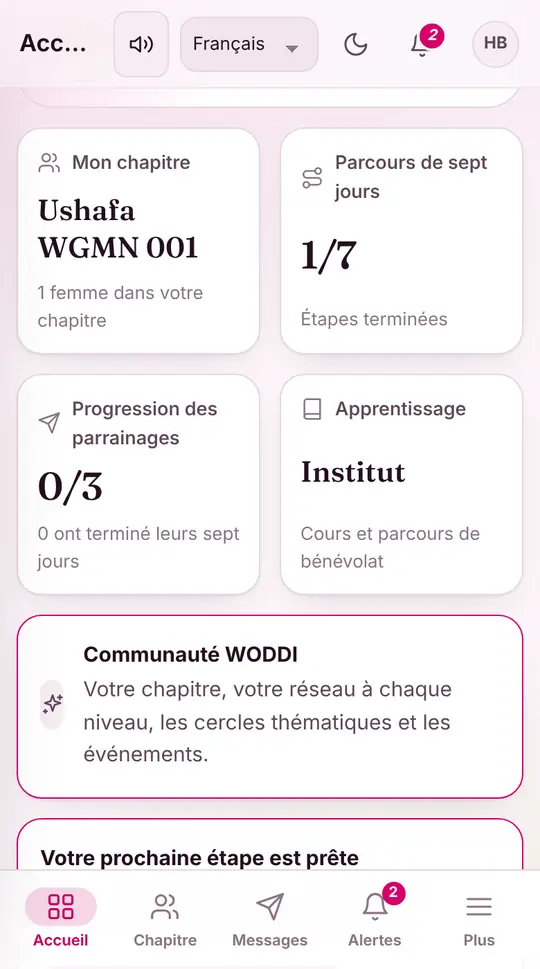 Acc...
Français
2
HB
Mon chapitre
Ushafa
WGMN 001
1 femme dans votre
chapitre
Parcours de sept
jours
1/7
Étapes terminées
Progression des
parrainages
0/3
0 ont terminé leurs sept
jours
Apprentissage
Institut
Cours et parcours de
bénévolat
Communauté WODDI
Votre chapitre, votre réseau à chaque
niveau, les cercles thématiques et les
événements.
Votre prochaine étape est prête
2
Accueil
Chapitre
Messages
Alertes
Plus